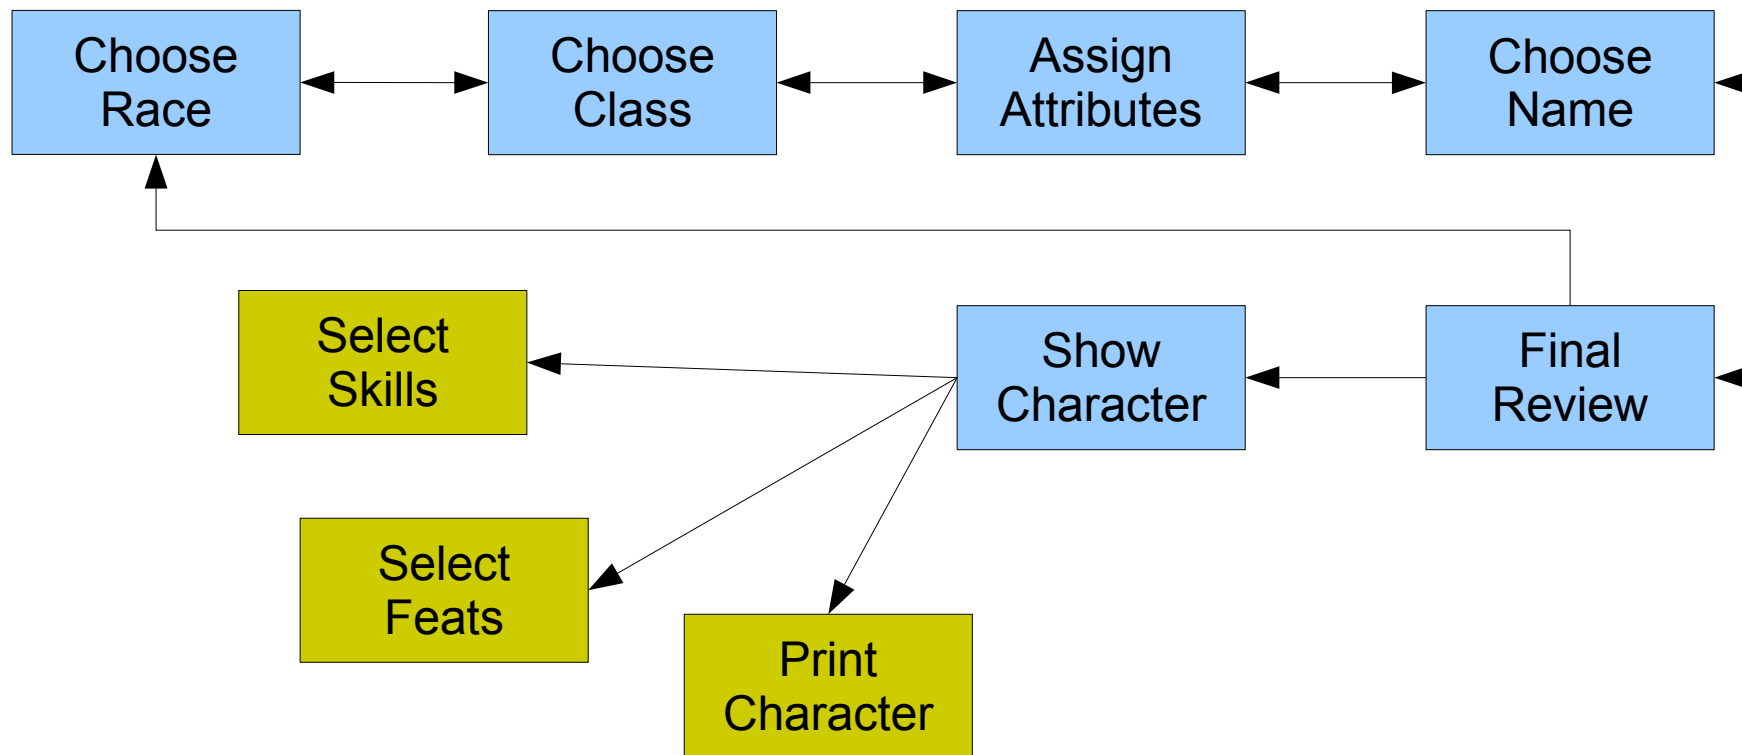 Choose
Race
Choose
Class
Assign
Attributes
Choose
Name
Select
Skills
Show
Character
Final
Review
Select
Feats
Print
Character